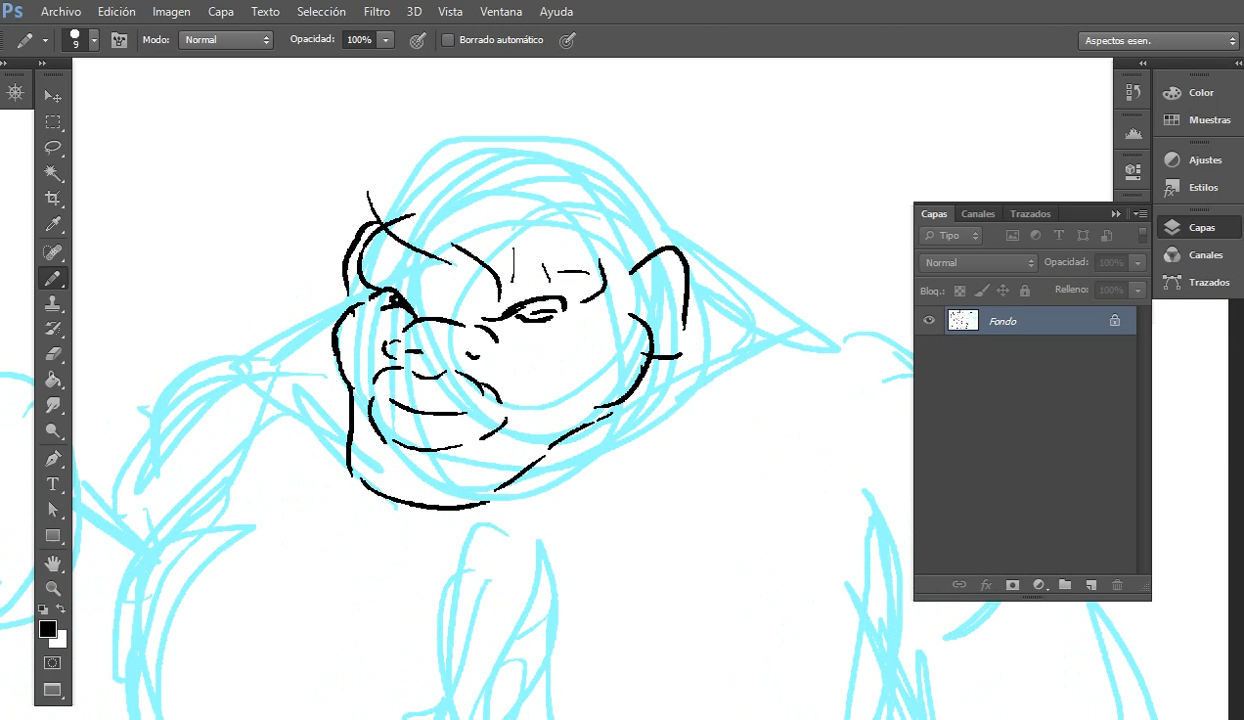 Ps Archivo Edición Imagen Capa Texto Selección Filtro 3D Vista Ventana Ayuda
9 Modo: Normal Opacidad: 100% Borrado automático Aspectos esen.
Color
Muestras
Ajustes
Estilos
Capas
Canales
Trazados
Capas Canales Trazados
Tipo
Normal Opacidad: 100%
Bloq.: Relleno: 100%
Fondo
fx
T